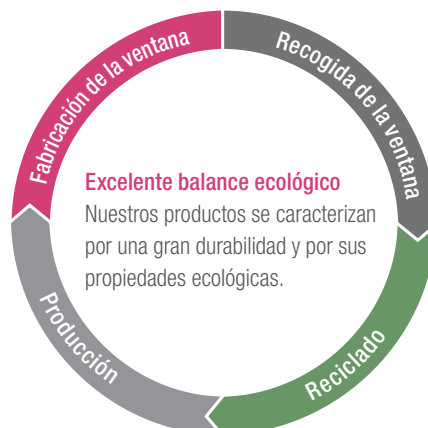 Fabricación de la ventana
Recogida de la ventana
Excelente balance ecológico
Nuestros productos se caracterizan
por una gran durabilidad y por sus
propiedades ecológicas.
Producción
Reciclado